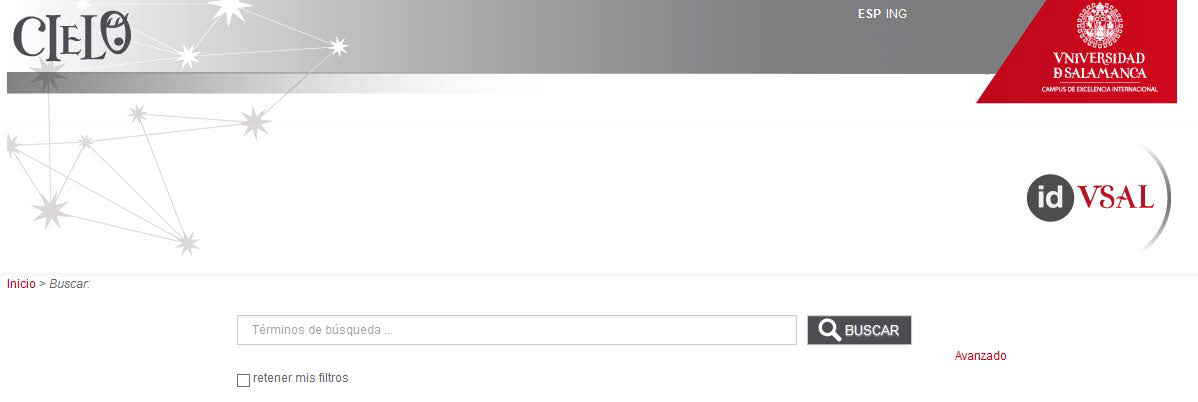 CIELO
ESP ING
VNiVERSiDAD
D SALAMANCA
CAMPUS DE EXCELENCIA INTERNACIONAL
id VSAL
Inicio > Buscar:
Términos de búsqueda ...
BUSCAR
Avanzado
retener mis filtros